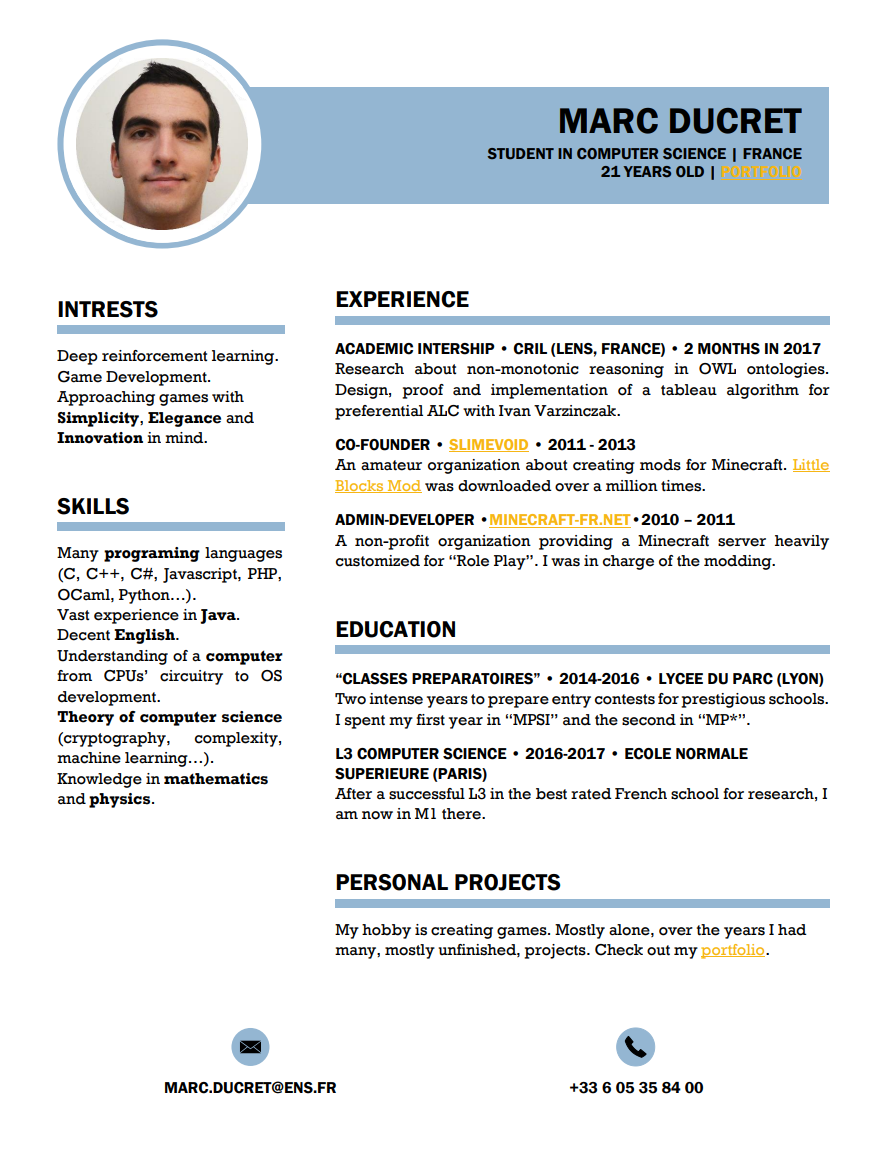 MARC DUCRET
STUDENT IN COMPUTER SCIENCE | FRANCE
21 YEARS OLD | PORTFOLIO
INTRESTS
Deep reinforcement learning.
Game Development.
Approaching games with
Simplicity, Elegance and
Innovation in mind.
SKILLS
Many programing languages
(C, C++, C#, Javascript, PHP,
OCaml, Python…).
Vast experience in Java.
Decent English.
Understanding of a computer
from CPUs’ circuitry to OS
development.
Theory of computer science
(cryptography, complexity,
machine learning…).
Knowledge in mathematics
and physics.
EXPERIENCE
ACADEMIC INTERSHIP • CRIL (LENS, FRANCE) • 2 MONTHS IN 2017
Research about non-monotonic reasoning in OWL ontologies.
Design, proof and implementation of a tableau algorithm for
preferential ALC with Ivan Varzinczak.
CO-FOUNDER • SLIMEVOID • 2011 - 2013
An amateur organization about creating mods for Minecraft. Little
Blocks Mod was downloaded over a million times.
ADMIN-DEVELOPER •MINECRAFT-FR.NET•2010 – 2011
A non-profit organization providing a Minecraft server heavily
customized for “Role Play”. I was in charge of the modding.
EDUCATION
“CLASSES PREPARATOIRES” • 2014-2016 • LYCEE DU PARC (LYON)
Two intense years to prepare entry contests for prestigious schools.
I spent my first year in “MPSI” and the second in “MP*”.
L3 COMPUTER SCIENCE • 2016-2017 • ECOLE NORMALE
SUPERIEURE (PARIS)
After a successful L3 in the best rated French school for research, I
am now in M1 there.
PERSONAL PROJECTS
My hobby is creating games. Mostly alone, over the years I had
many, mostly unfinished, projects. Check out my portfolio.
MARC.DUCRET@ENS.FR
+33 6 05 35 84 00